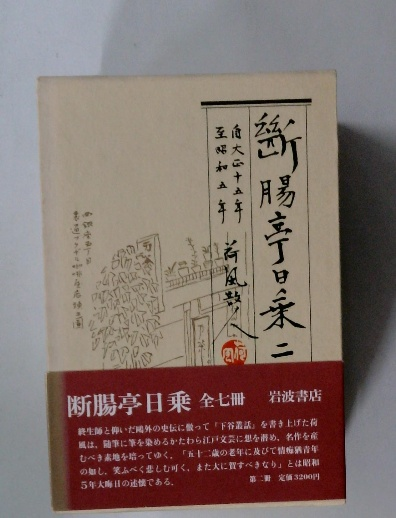 斷腸亭日乗 二
自大正十五年
至昭和五年
荷風散人
断腸亭日乗 全七冊 岩波書店
終生師と仰いだ鴎外の史伝に倣って『下谷叢話』を書き上げた荷
風は、随筆に筆を染めるかたわら江戸文芸に想を潜め、名作を産
むべき素地を培ってゆく。「五十二歳の老年に及びて情痴猶青年
の如し、笑ふべく悲しむ可く、また大に賀すべきなり」とは昭和
5年大晦日の述懐である。
第二冊 定価3200円